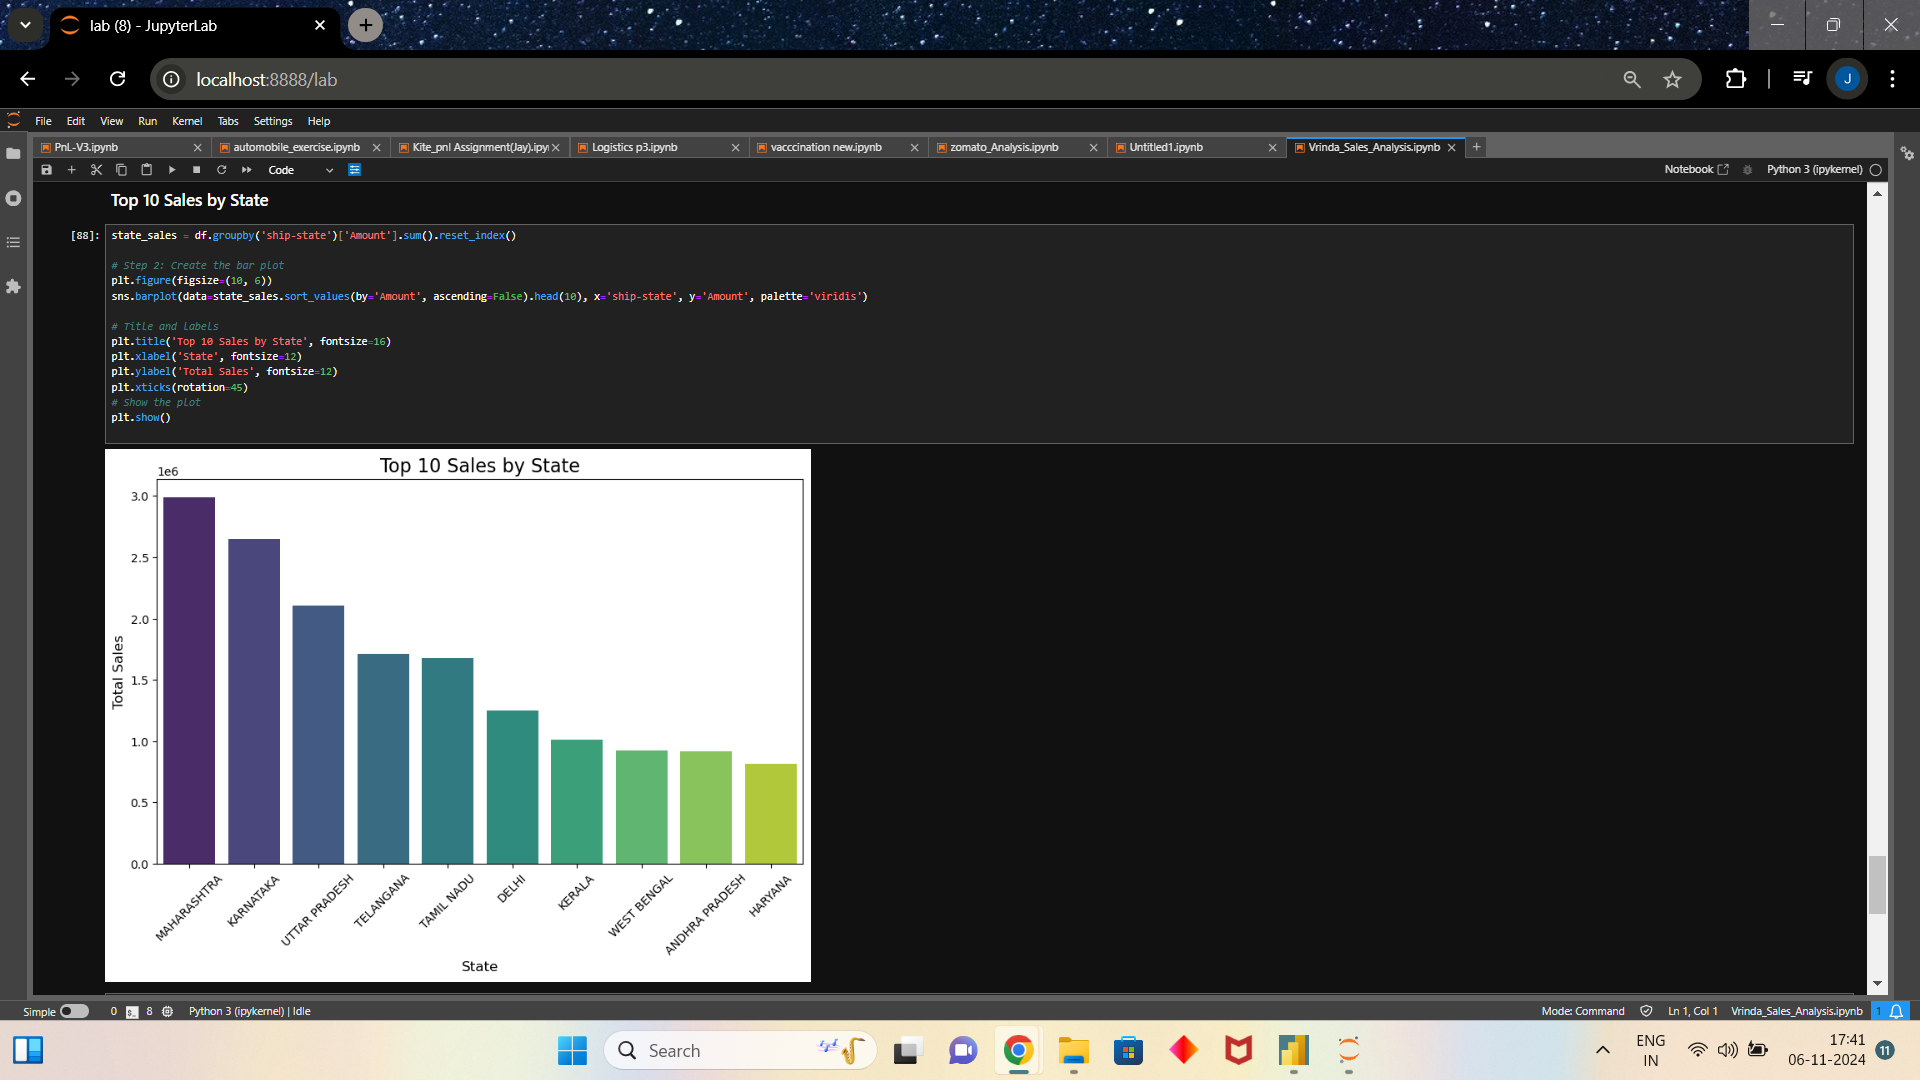 lab (8) - JupyterLab
localhost:8888/lab
J
File Edit View Run Kernel Tabs Settings Help
PnL-V3.ipynb automobile_exercise.ipynb Kite_pnl Assignment(Jay).ipyn Logistics p3.ipynb vacccination new.ipynb zomato_Analysis.ipynb Untitled1.ipynb Vrinda_Sales_Analysis.ipynb
Code Notebook Python 3 (ipykernel)
Top 10 Sales by State
[88]: state_sales = df.groupby('ship-state')['Amount'].sum().reset_index()
# Step 2: Create the bar plot
plt.figure(figsize=(10, 6))
sns.barplot(data=state_sales.sort_values(by='Amount', ascending=False).head(10), x='ship-state', y='Amount', palette='viridis')
# Title and labels
plt.title('Top 10 Sales by State', fontsize=16)
plt.xlabel('State', fontsize=12)
plt.ylabel('Total Sales', fontsize=12)
plt.xticks(rotation=45)
# Show the plot
plt.show()
Top 10 Sales by State
1e6
3.0
2.5
2.0
1.5
1.0
0.5
0.0
Total Sales
MAHARASHTRA KARNATAKA UTTAR PRADESH TELANGANA TAMIL NADU DELHI KERALA WEST BENGAL ANDHRA PRADESH HARYANA
State
Simple 0 8 Python 3 (ipykernel) | Idle Mode: Command Ln 1, Col 1 Vrinda_Sales_Analysis.ipynb 1
Search
ENG
IN
17:41
06-11-2024
11